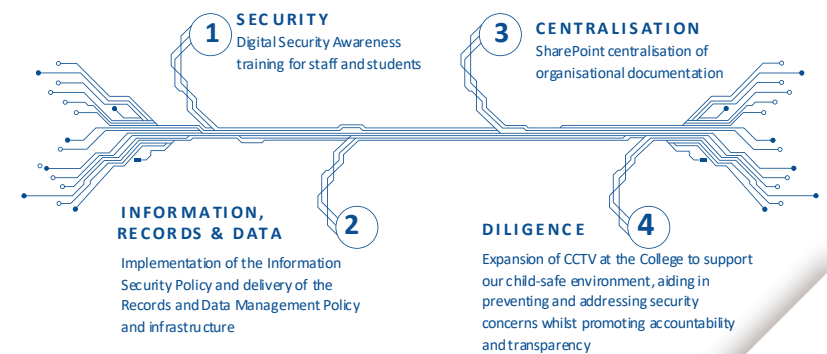 1
SECURITY
Digital Security Awareness
training for staff and students
3
CENTRALISATION
SharePoint centralisation of
organisational documentation
INFORMATION,
RECORDS & DATA
2
Implementation of the Information
Security Policy and delivery of the
Records and Data Management Policy
and infrastructure
DILIGENCE
4
Expansion of CCTV at the College to support
our child-safe environment, aiding in
preventing and addressing security
concerns whilst promoting accountability
and transparency